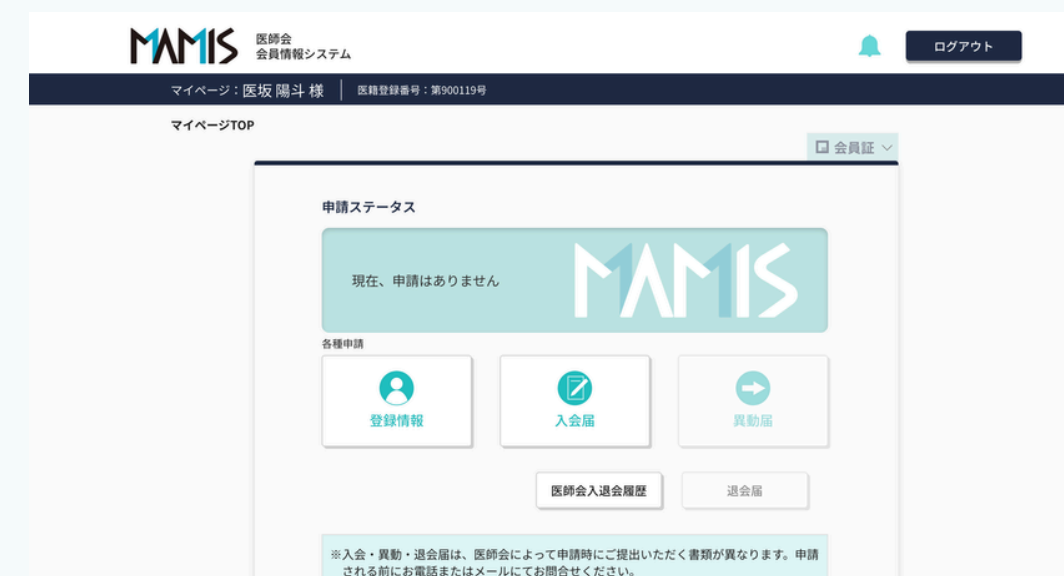 MAMIS
医師会
会員情報システム
ログアウト
マイページ：医坂 陽斗 様
医籍登録番号：第900119号
マイページTOP
会員証
申請ステータス
現在、申請はありません
MAMIS
各種申請
登録情報
入会届
異動届
医師会入退会履歴
退会届
※入会・異動・退会届は、医師会によって申請時にご提出いただく書類が異なります。申請
される前にお電話またはメールにてお問合せください。